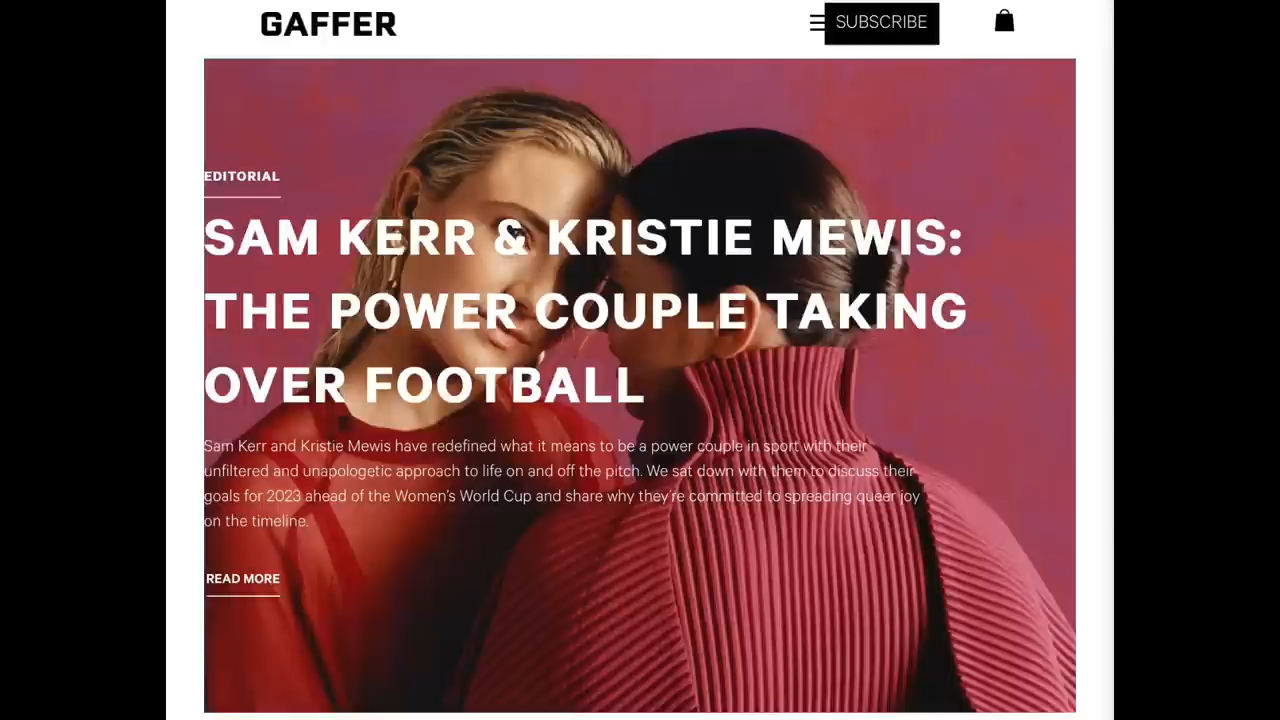 GAFFER
SUBSCRIBE
EDITORIAL
SAM KERR & KRISTIE MEWIS:
THE POWER COUPLE TAKING
OVER FOOTBALL
Sam Kerr and Kristie Mewis have redefined what it means to be a power couple in sport with their
unfiltered and unapologetic approach to life on and off the pitch. We sat down with them to discuss their
goals for 2023 ahead of the Women's World Cup and share why they're committed to spreading queer joy
on the timeline.
READ MORE